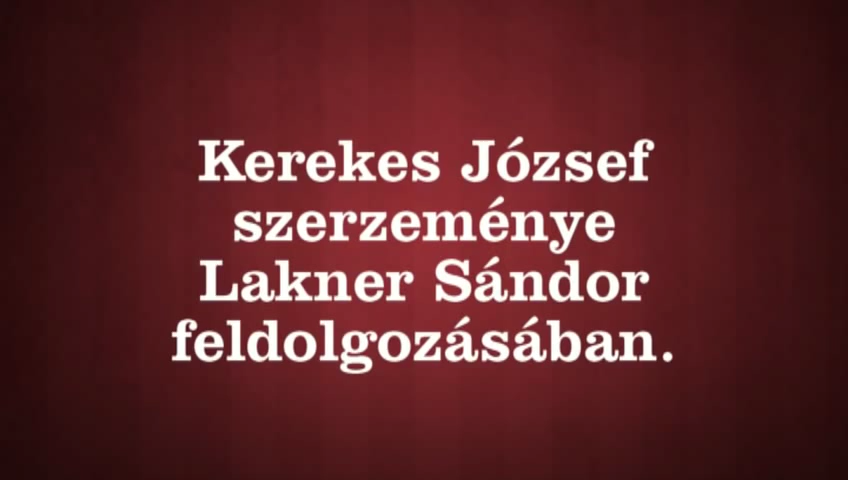 Kerekes József
szerzeménye
Lakner Sándor
feldolgozásában.